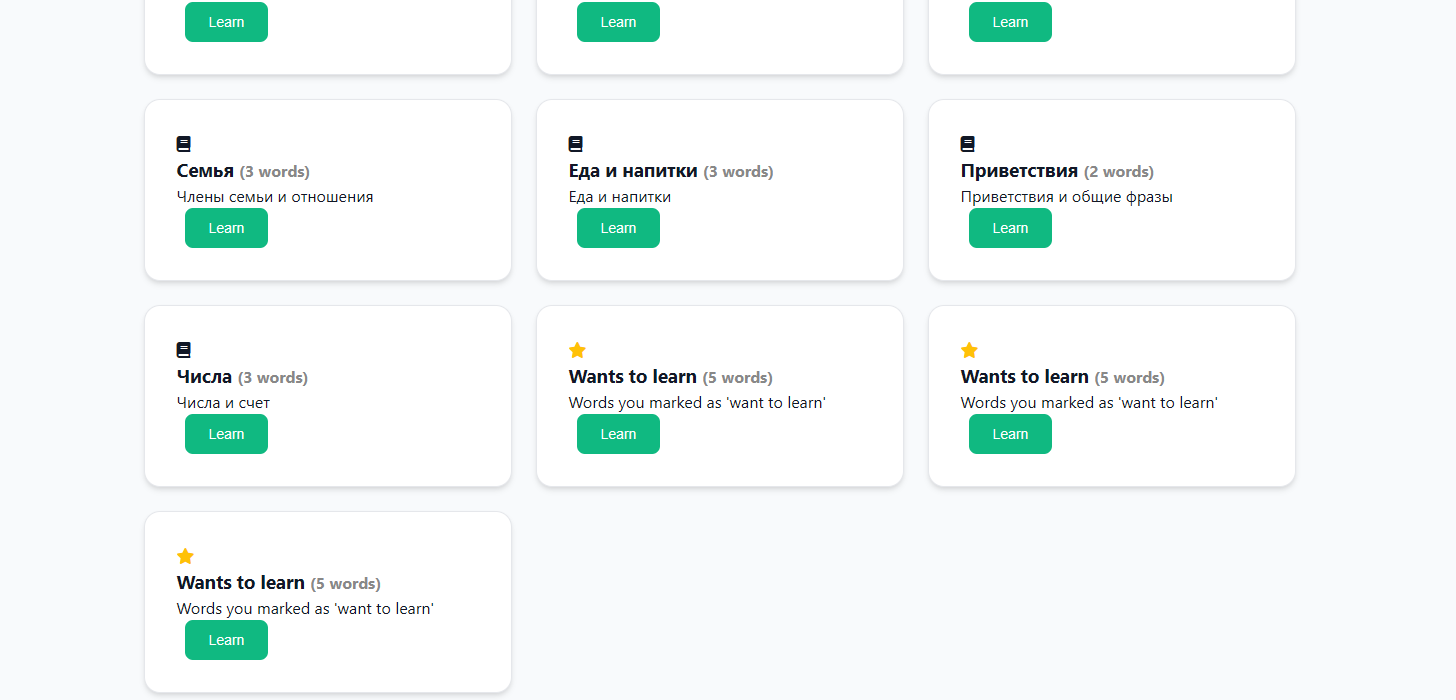 Learn
Learn
Learn
Семья (3 words)
Члены семьи и отношения
Learn
Еда и напитки (3 words)
Еда и напитки
Learn
Приветствия (2 words)
Приветствия и общие фразы
Learn
Числа (3 words)
Числа и счет
Learn
Wants to learn (5 words)
Words you marked as 'want to learn'
Learn
Wants to learn (5 words)
Words you marked as 'want to learn'
Learn
Wants to learn (5 words)
Words you marked as 'want to learn'
Learn